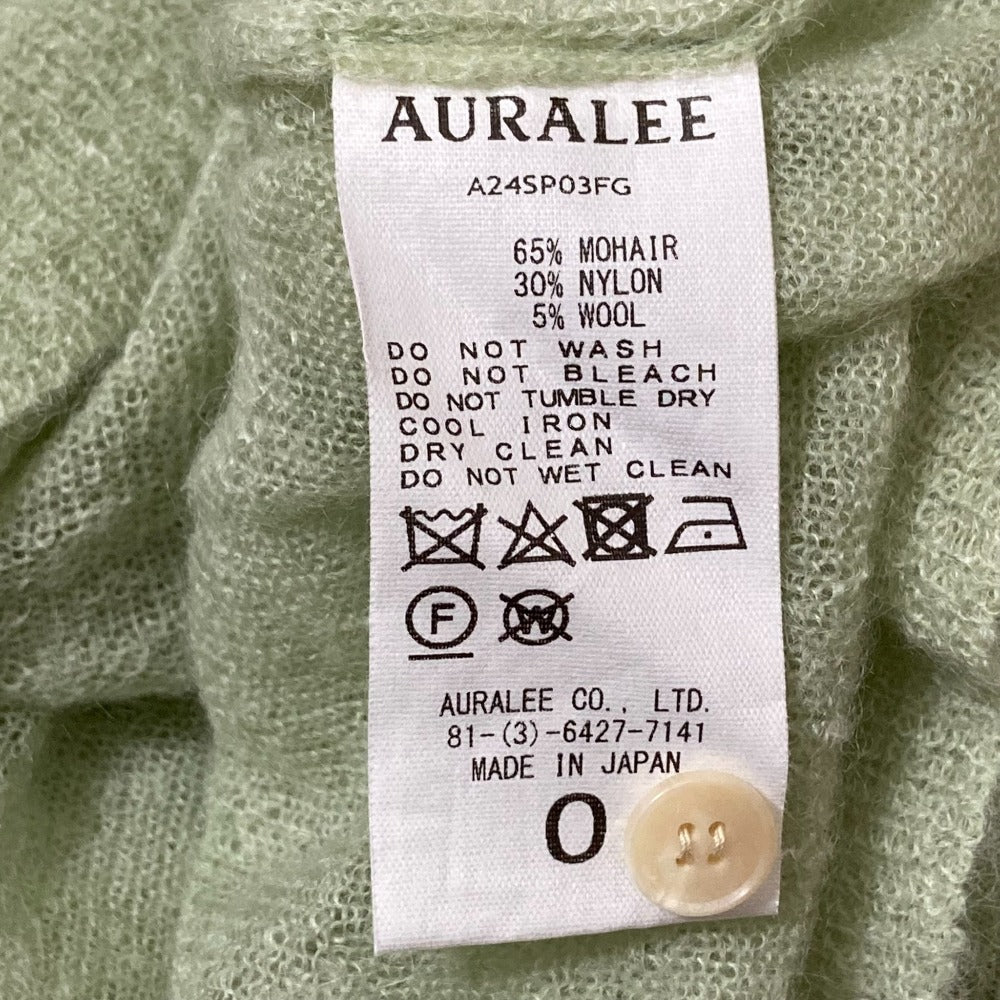 AURALEE
A24SP03FG
65% MOHAIR
30% NYLON
5% WOOL
DO NOT WASH
DO NOT BLEACH
DO NOT TUMBLE DRY
COOL IRON
DRY CLEAN
DO NOT WET CLEAN
F W
AURALEE CO., LTD.
81-(3)-6427-7141
MADE IN JAPAN
0